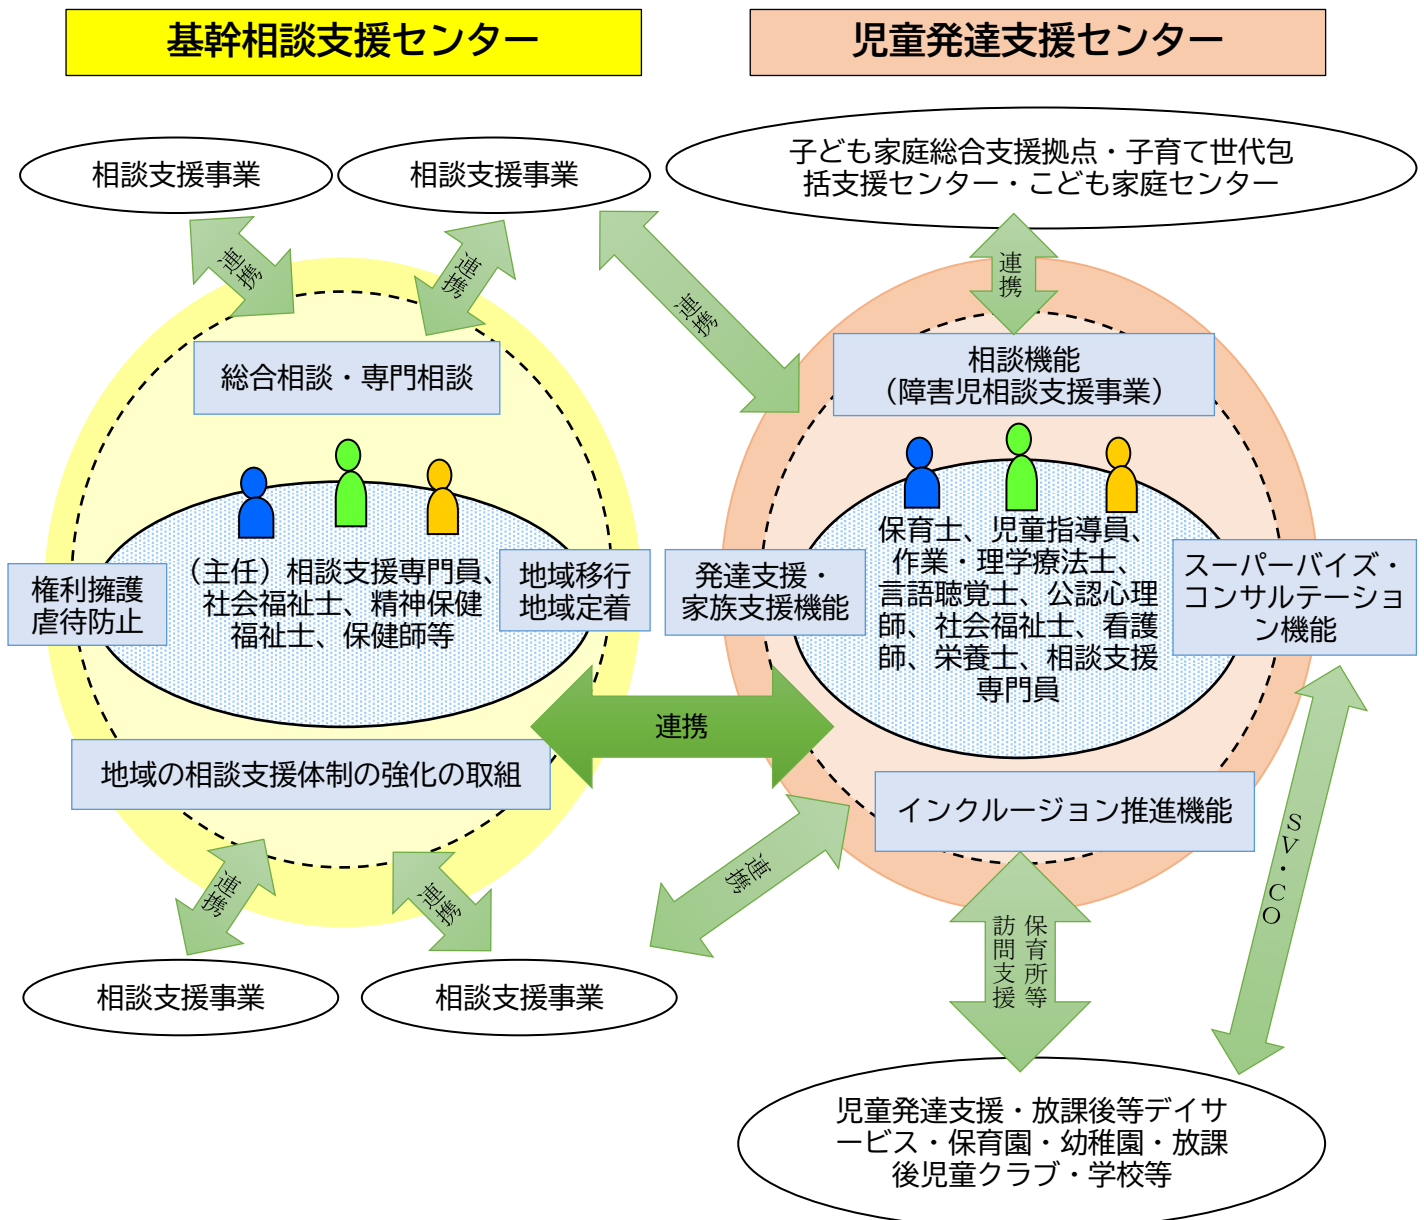 基幹相談支援センター
児童発達支援センター
相談支援事業
相談支援事業
子ども家庭総合支援拠点・子育て世代包
括支援センター・こども家庭センター
連携
連携
連携
連携
総合相談・専門相談
相談機能
（障害児相談支援事業）
権利擁護
虐待防止
（主任）相談支援専門員、
社会福祉士、精神保健
福祉士、保健師等
地域移行
地域定着
発達支援・
家族支援機能
保育士、児童指導員、
作業・理学療法士、
言語聴覚士、公認心理
師、社会福祉士、看護
師、栄養士、相談支援
専門員
スーパーバイズ・
コンサルテーショ
ン機能
連携
地域の相談支援体制の強化の取組
インクルージョン推進機能
連携
連携
連携
保育所等
訪問支援
SV・CO
相談支援事業
相談支援事業
児童発達支援・放課後等デイサ
ービス・保育園・幼稚園・放課
後児童クラブ・学校等